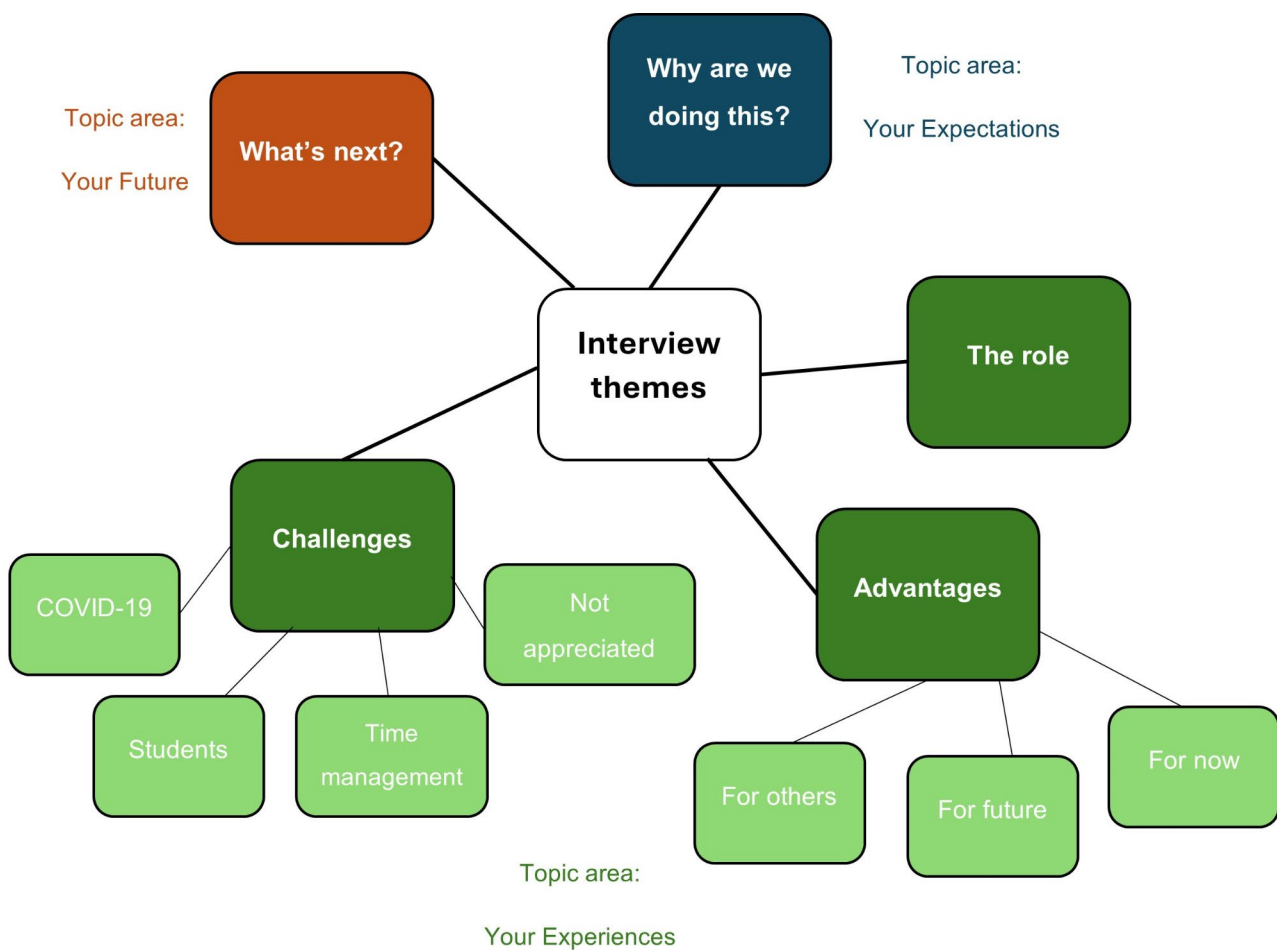 Why are we
doing this?
Topic area:
Your Expectations
Topic area:
Your Future
What’s next?
Interview
themes
The role
Challenges
Advantages
COVID-19
Not
appreciated
Students
Time
management
For others
For future
For now
Topic area:
Your Experiences